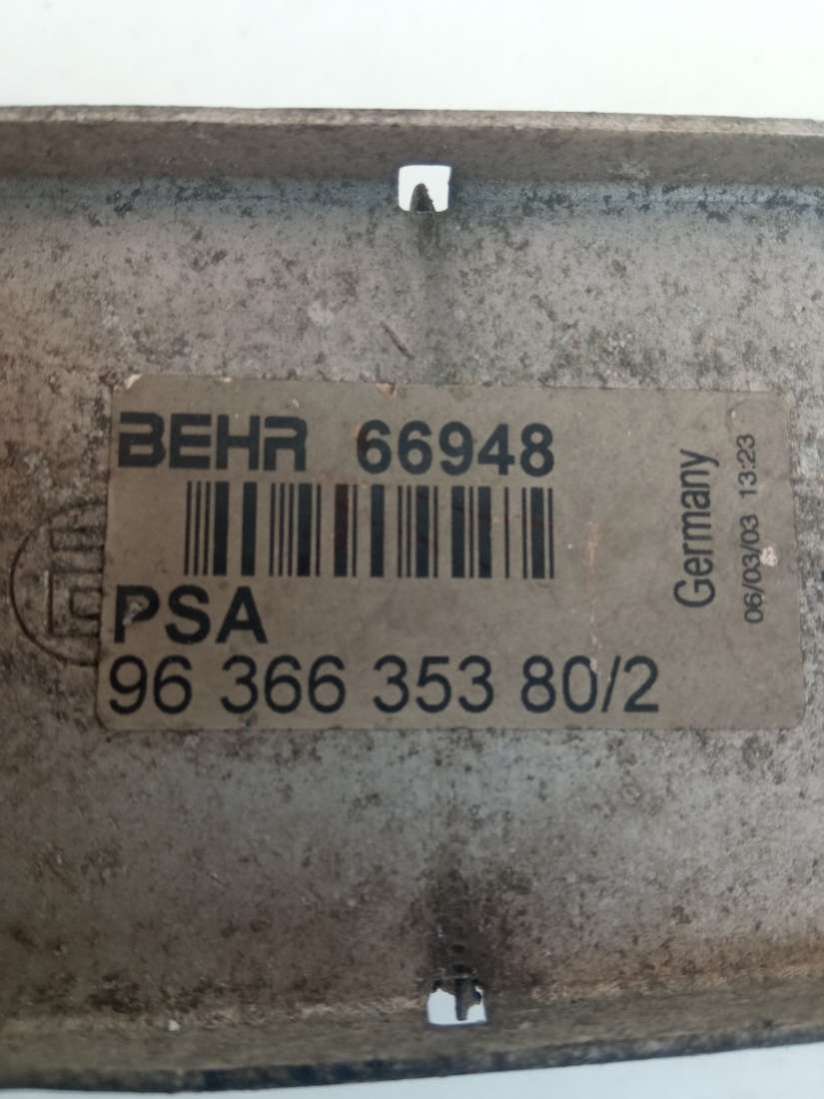 BEHR 66948
PSA
96 366 353 80/2
Germany
06/03/03 13:23